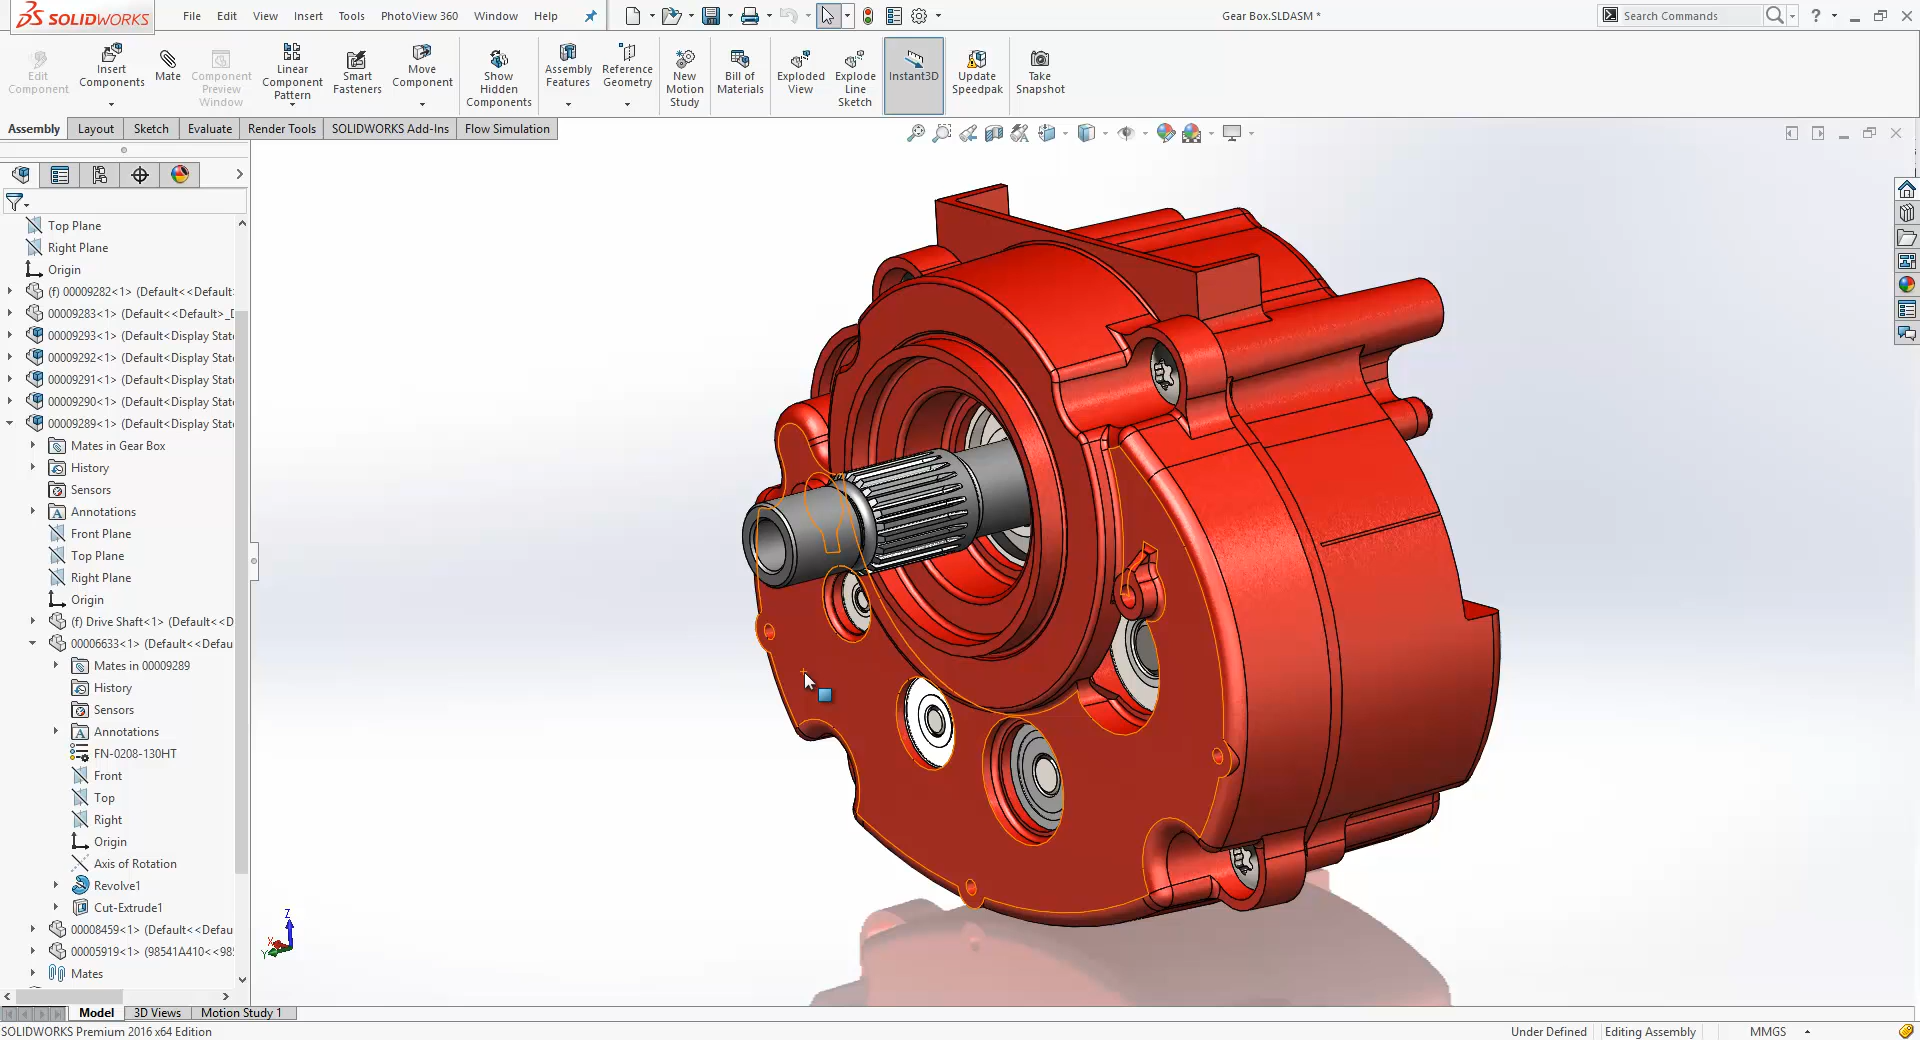 SOLIDWORKS File Edit View Insert Tools PhotoView 360 Window Help Gear Box.SLDASM * Search Commands ?
Edit Component
Insert Components
Mate
Component Preview Window
Linear Component Pattern
Smart Fasteners
Move Component
Show Hidden Components
Assembly Features
Reference Geometry
New Motion Study
Bill of Materials
Exploded View
Explode Line Sketch
Instant3D
Update Speedpak
Take Snapshot
Assembly Layout Sketch Evaluate Render Tools SOLIDWORKS Add-Ins Flow Simulation
Top Plane
Right Plane
Origin
(f) 00009282<1> (Default<<Default
00009283<1> (Default<<Default>_D
00009293<1> (Default<Display State
00009292<1> (Default<Display State
00009291<1> (Default<Display State
00009290<1> (Default<Display State
00009289<1> (Default<Display State
Mates in Gear Box
History
Sensors
Annotations
Front Plane
Top Plane
Right Plane
Origin
(f) Drive Shaft<1> (Default<<D
00006633<1> (Default<<Defau
Mates in 00009289
History
Sensors
Annotations
FN-0208-130HT
Front
Top
Right
Origin
Axis of Rotation
Revolve1
Cut-Extrude1
00008459<1> (Default<<Defau
00005919<1> (98541A410<<98
Mates
Z
X
Y
Model 3D Views Motion Study 1
SOLIDWORKS Premium 2016 x64 Edition Under Defined Editing Assembly MMGS